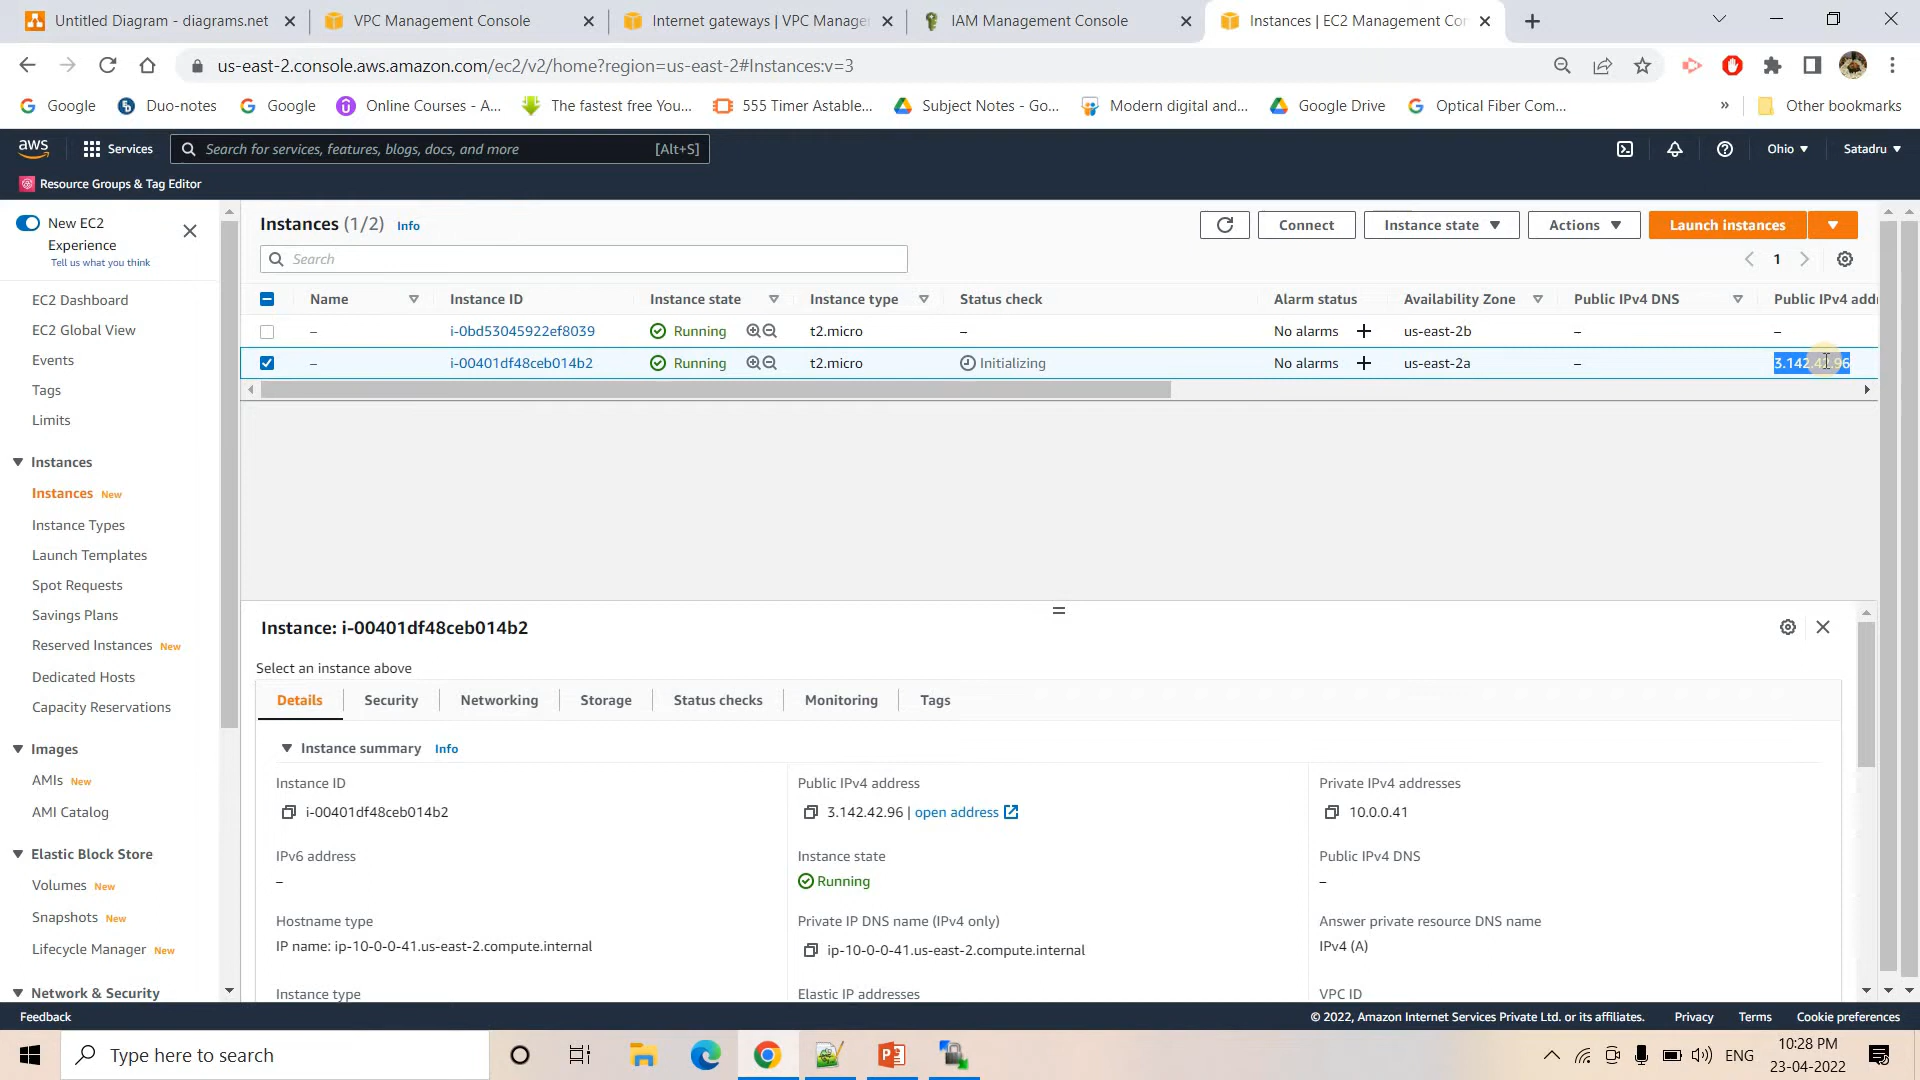 Untitled Diagram - diagrams.net
VPC Management Console
Internet gateways | VPC Manage
IAM Management Console
Instances | EC2 Management Con
us-east-2.console.aws.amazon.com/ec2/v2/home?region=us-east-2#Instances:v=3
Google
Duo-notes
Google
Online Courses - A...
The fastest free You...
555 Timer Astable...
Subject Notes - Go...
Modern digital and...
Google Drive
Optical Fiber Com...
»
Other bookmarks
aws
Services
Search for services, features, blogs, docs, and more
[Alt+S]
Ohio
Satadru
Resource Groups & Tag Editor
New EC2
Experience
Tell us what you think
EC2 Dashboard
EC2 Global View
Events
Tags
Limits
Instances
Instances New
Instance Types
Launch Templates
Spot Requests
Savings Plans
Reserved Instances New
Dedicated Hosts
Capacity Reservations
Images
AMIs New
AMI Catalog
Elastic Block Store
Volumes New
Snapshots New
Lifecycle Manager New
Network & Security
Instances (1/2) Info
Connect
Instance state
Actions
Launch instances
Search
1
Name Instance ID Instance state Instance type Status check Alarm status Availability Zone Public IPv4 DNS Public IPv4 addr
– i-0bd53045922ef8039 Running t2.micro – No alarms us-east-2b – –
– i-00401df48ceb014b2 Running t2.micro Initializing No alarms us-east-2a – 3.142.42.96
Instance: i-00401df48ceb014b2
Select an instance above
Details
Security
Networking
Storage
Status checks
Monitoring
Tags
Instance summary Info
Instance ID
i-00401df48ceb014b2
Public IPv4 address
3.142.42.96 | open address
Private IPv4 addresses
10.0.0.41
IPv6 address
–
Instance state
Running
Public IPv4 DNS
–
Hostname type
IP name: ip-10-0-0-41.us-east-2.compute.internal
Private IP DNS name (IPv4 only)
ip-10-0-0-41.us-east-2.compute.internal
Answer private resource DNS name
IPv4 (A)
Instance type
Elastic IP addresses
VPC ID
Feedback
© 2022, Amazon Internet Services Private Ltd. or its affiliates.
Privacy
Terms
Cookie preferences
Type here to search
ENG
10:28 PM
23-04-2022